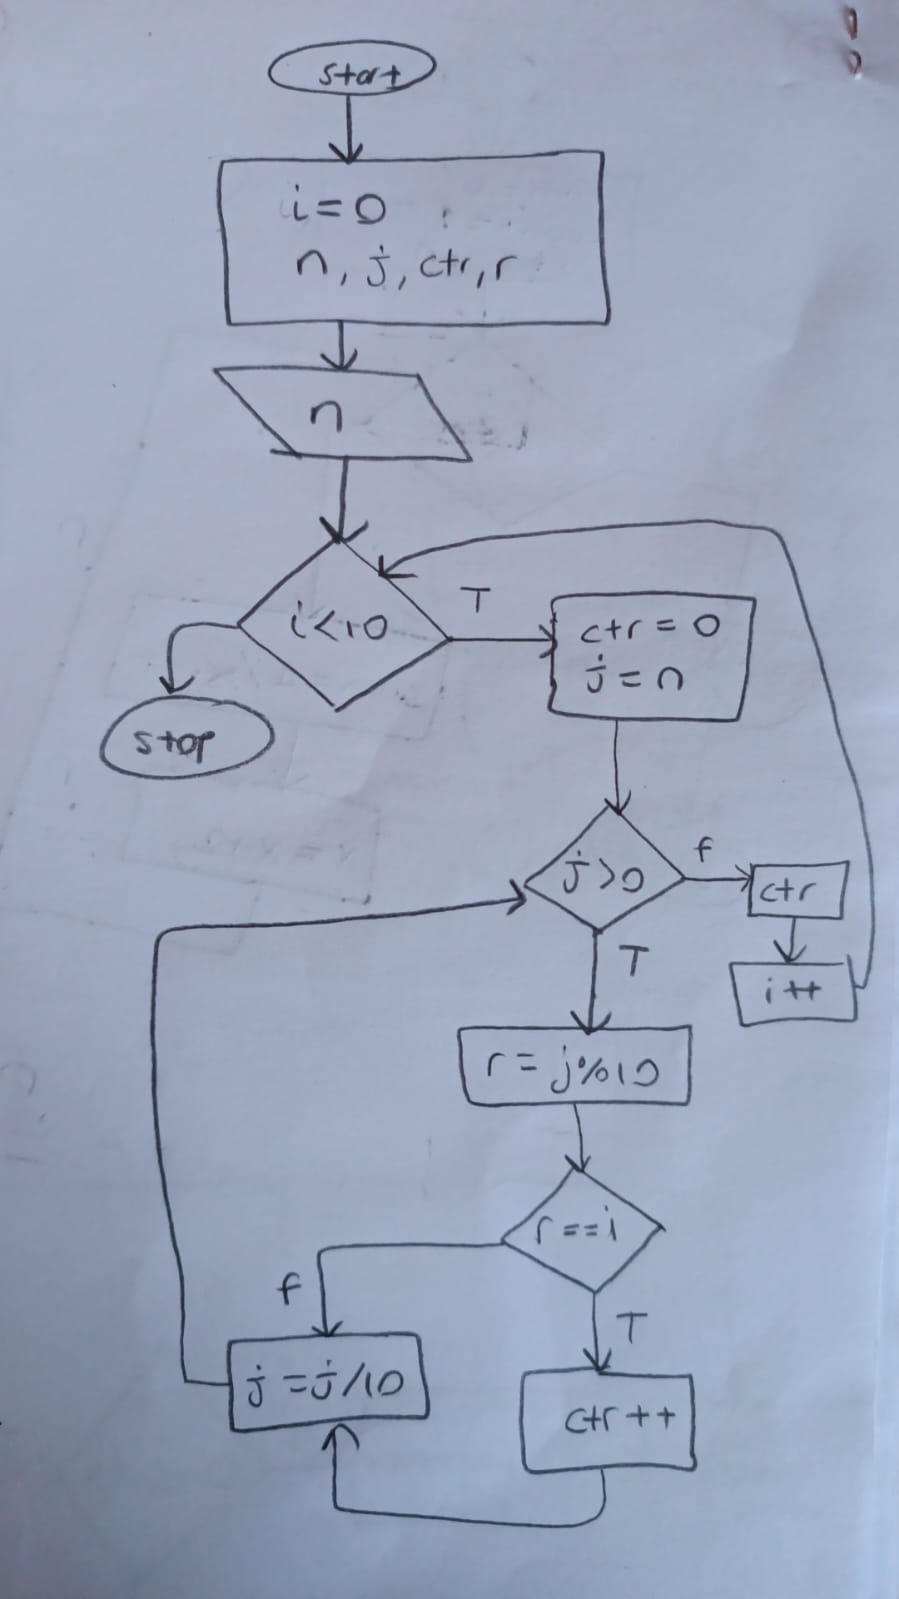 start
i=0
n, j, ctr, r
n
i<10
T
ctr = 0
j = n
stop
j>0
f
ctr
i++
T
r = j%10
r==i
f
T
j=j/10
ctr++